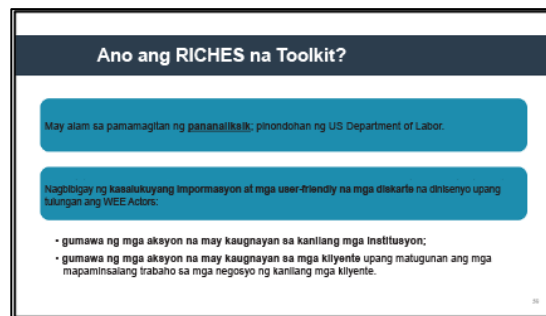 Ano ang RICHES na Toolkit?
May alam sa pamamagitan ng pananaliksik; pinondohan ng US Department of Labor.
Nagbibigay ng kasalukuyang impormasyon at mga user-friendly na mga diskarte na dinisenyo upang
tulungan ang WEE Actors:
• gumawa ng mga aksyon na may kaugnayan sa kanilang mga institusyon;
• gumawa ng mga aksyon na may kaugnayan sa mga kliyente upang matugunan ang mga
mapaminsalang trabaho sa mga negosyo ng kanilang mga kliyente.